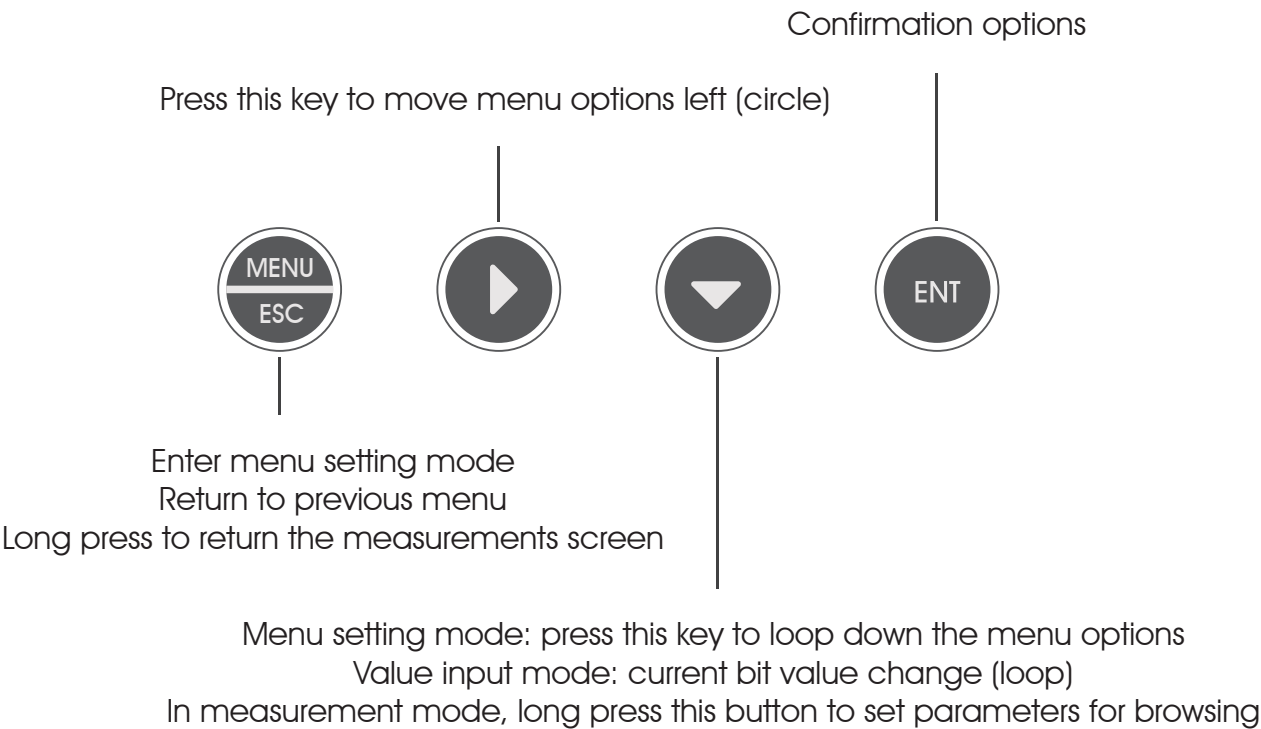 Confirmation options
Press this key to move menu options left (circle)
MENU
ESC
ENT
Enter menu setting mode
Return to previous menu
Long press to return the measurements screen
Menu setting mode: press this key to loop down the menu options
Value input mode: current bit value change (loop)
In measurement mode, long press this button to set parameters for browsing